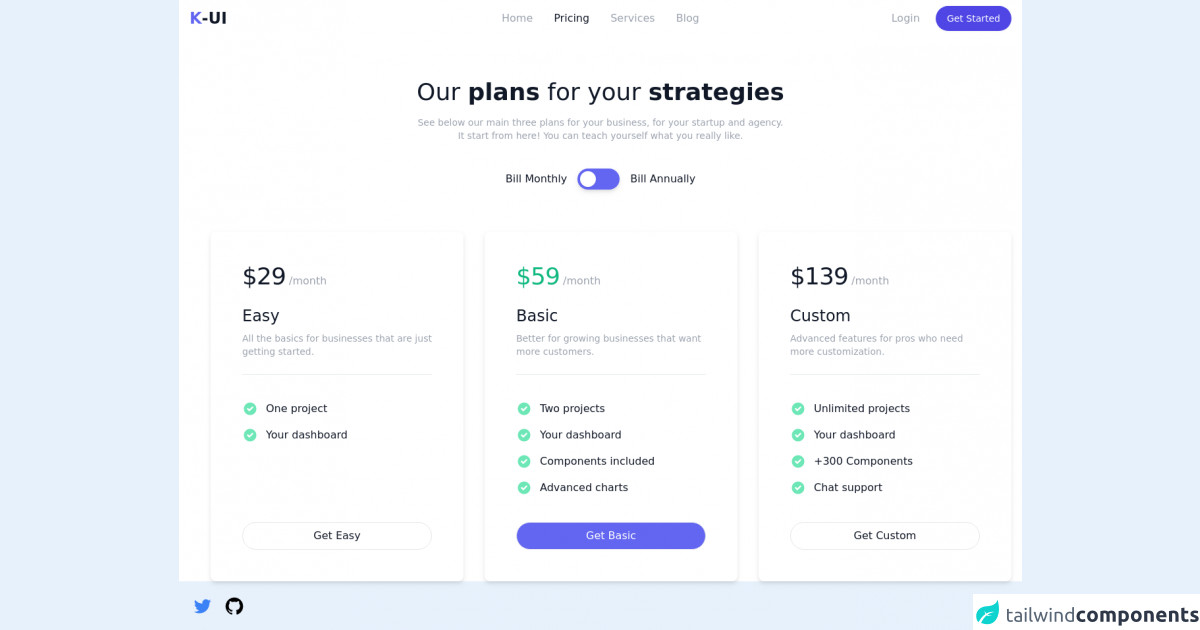 K-UI
Home Pricing Services Blog
Login
Get Started
Our plans for your strategies
See below our main three plans for your business, for your startup and agency.
It start from here! You can teach yourself what you really like.
Bill Monthly
Bill Annually
$29 /month
Easy
All the basics for businesses that are just
getting started.
One project
Your dashboard
Get Easy
$59 /month
Basic
Better for growing businesses that want
more customers.
Two projects
Your dashboard
Components included
Advanced charts
Get Basic
$139 /month
Custom
Advanced features for pros who need
more customization.
Unlimited projects
Your dashboard
+300 Components
Chat support
Get Custom
tailwindcomponents